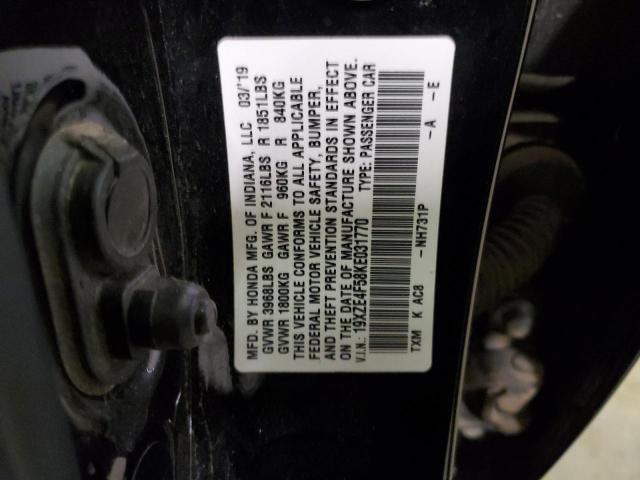 MFD. BY HONDA MFG. OF INDIANA, LLC 03/'19
GVWR 3968LBS GAWR F 2116LBS R 1851LBS
GVWR 1800KG GAWR F 960KG R 840KG
THIS VEHICLE CONFORMS TO ALL APPLICABLE
FEDERAL MOTOR VEHICLE SAFETY, BUMPER,
AND THEFT PREVENTION STANDARDS IN EFFECT
ON THE DATE OF MANUFACTURE SHOWN ABOVE.
V.I.N.: 19XZE4F58KE031770 TYPE: PASSENGER CAR
TXM K AC8 -NH731P -A -E